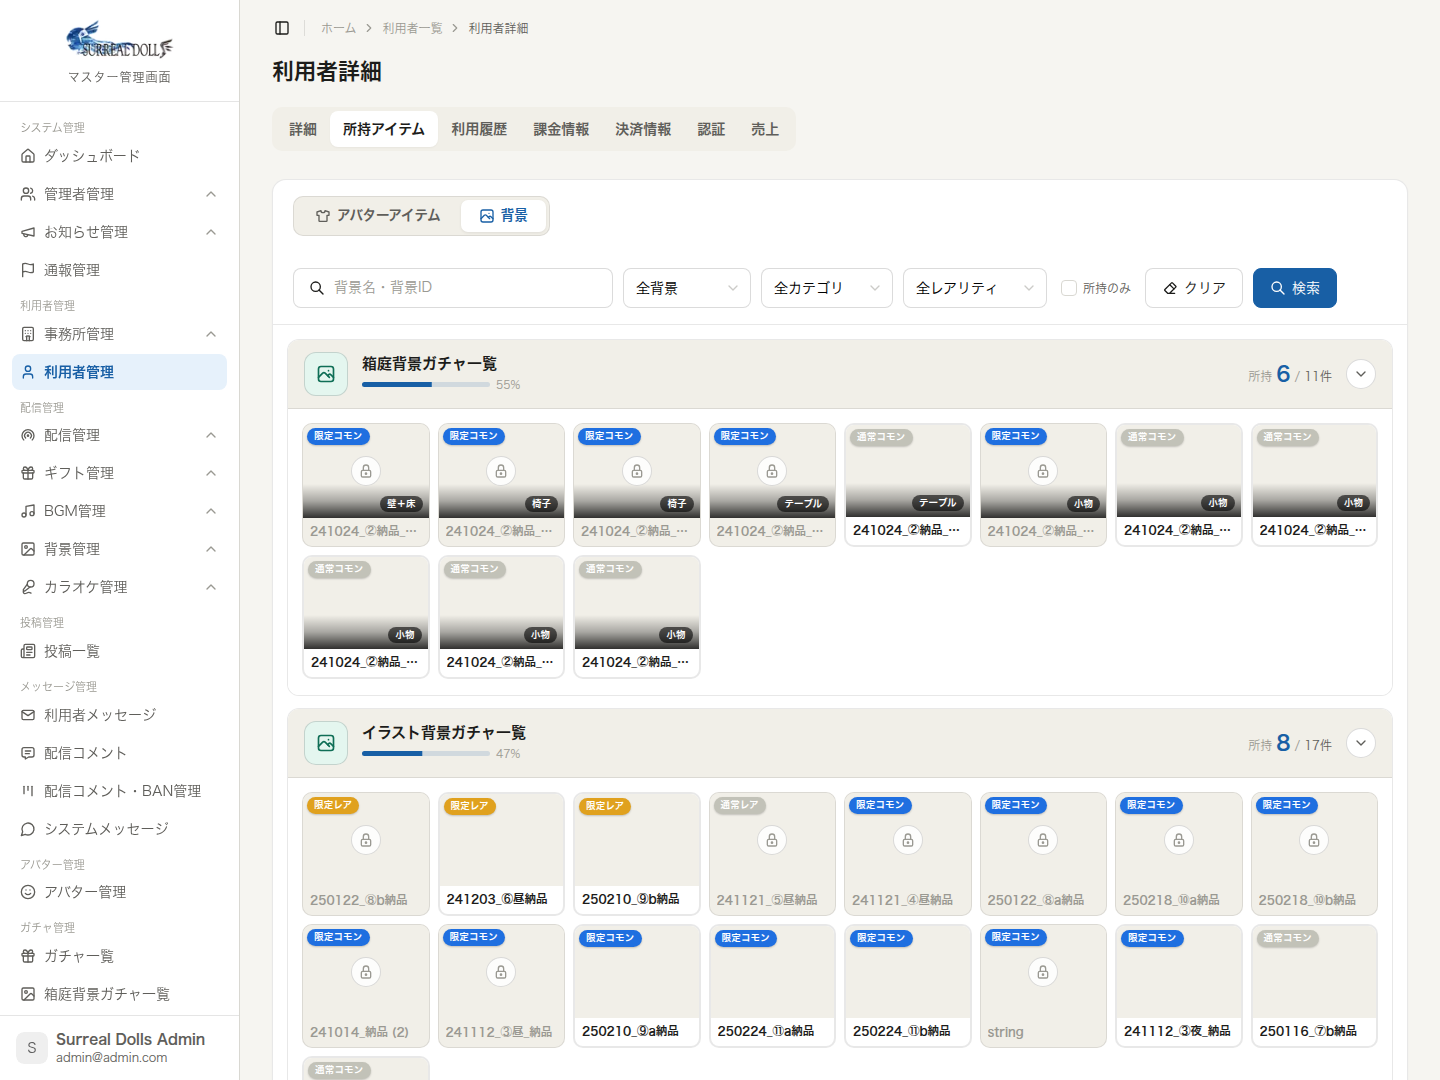 SURREAL DOLL
マスター管理画面
システム管理
ダッシュボード
管理者管理
お知らせ管理
通報管理
利用者管理
事務所管理
利用者管理
配信管理
配信管理
ギフト管理
BGM管理
背景管理
カラオケ管理
投稿管理
投稿一覧
メッセージ管理
利用者メッセージ
配信コメント
配信コメント・BAN管理
システムメッセージ
アバター管理
アバター管理
ガチャ管理
ガチャ一覧
箱庭背景ガチャ一覧
S
Surreal Dolls Admin
admin@admin.com
ホーム > 利用者一覧 > 利用者詳細
利用者詳細
詳細 所持アイテム 利用履歴 課金情報 決済情報 認証 売上
アバターアイテム 背景
背景名・背景ID 全背景 全カテゴリ 全レアリティ 所持のみ クリア 検索
箱庭背景ガチャ一覧
55%
所持 6 / 11件
限定コモン 限定コモン 限定コモン 限定コモン 通常コモン 限定コモン 通常コモン 通常コモン
壁+床 椅子 椅子 テーブル テーブル 小物 小物 小物
241024_②納品_… 241024_②納品_… 241024_②納品_… 241024_②納品_… 241024_②納品_… 241024_②納品_… 241024_②納品_… 241024_②納品_…
通常コモン 通常コモン 通常コモン
小物 小物 小物
241024_②納品_… 241024_②納品_… 241024_②納品_…
イラスト背景ガチャ一覧
47%
所持 8 / 17件
限定レア 限定レア 限定レア 通常レア 限定コモン 限定コモン 限定コモン 限定コモン
250122_⑧b納品 241203_⑥昼納品 250210_⑨b納品 241121_⑤昼納品 241121_④昼納品 250122_⑧a納品 250218_⑩a納品 250218_⑩b納品
限定コモン 限定コモン 限定コモン 限定コモン 限定コモン 限定コモン 限定コモン 通常コモン
241014_納品 (2) 241112_③昼_納品 250210_⑨a納品 250224_⑪a納品 250224_⑪b納品 string 241112_③夜_納品 250116_⑦b納品
通常コモン